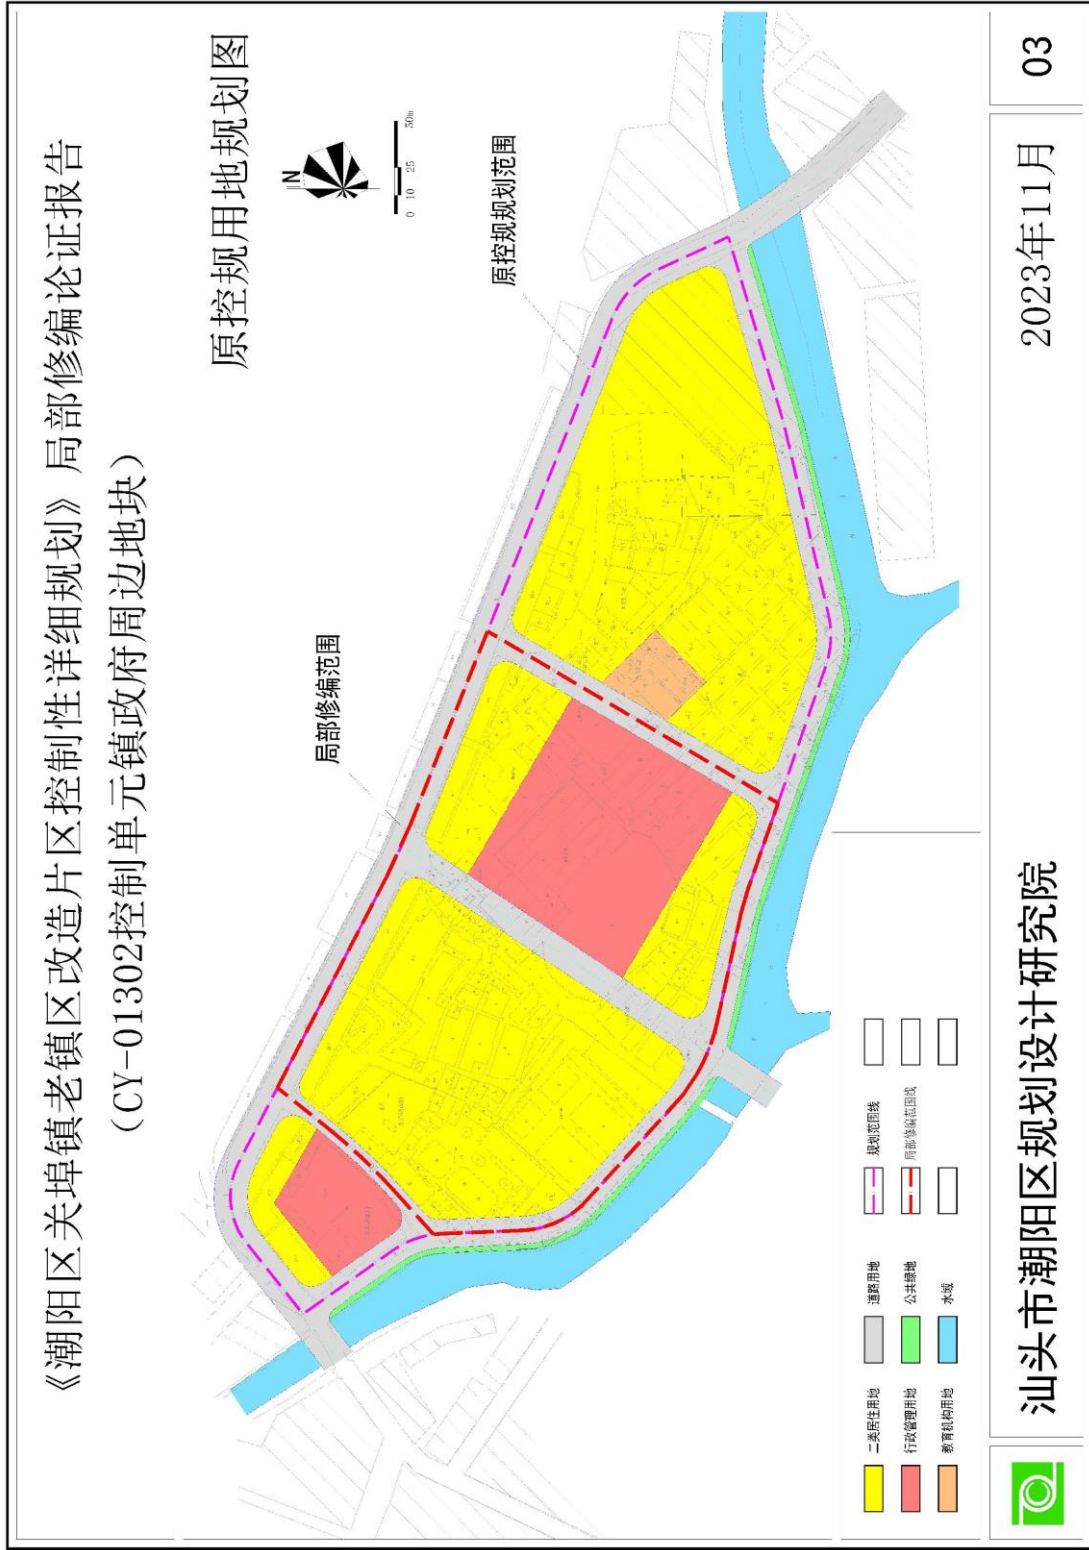 《潮阳区关埠镇老镇区改造片区控制性详细规划》局部修编论证报告
（CY-01302控制单元镇政府周边地块）
原控规用地规划图
N
0 10 25 50m
原控规规划范围
局部修编范围
二类居住用地
道路用地
规划范围线
行政管理用地
公共绿地
局部修编范围线
教育机构用地
水域
汕头市潮阳区规划设计研究院
2023年11月
03